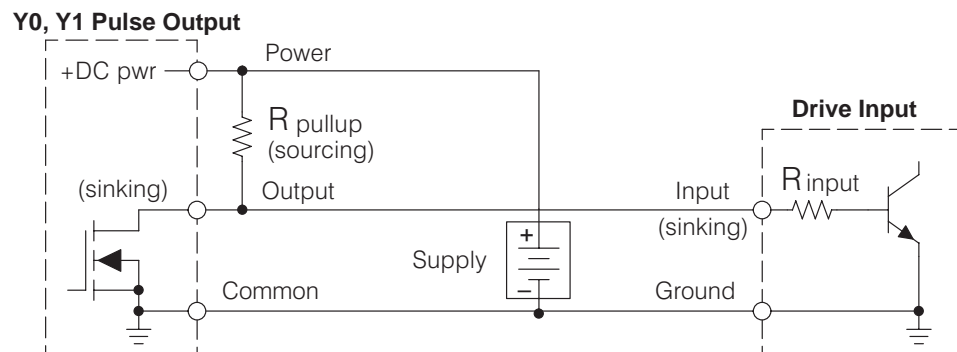 Y0, Y1 Pulse Output
+DC pwr
Power
R pullup
(sourcing)
Drive Input
(sinking)
Output
Input
(sinking)
R input
+
Supply
–
Common
Ground